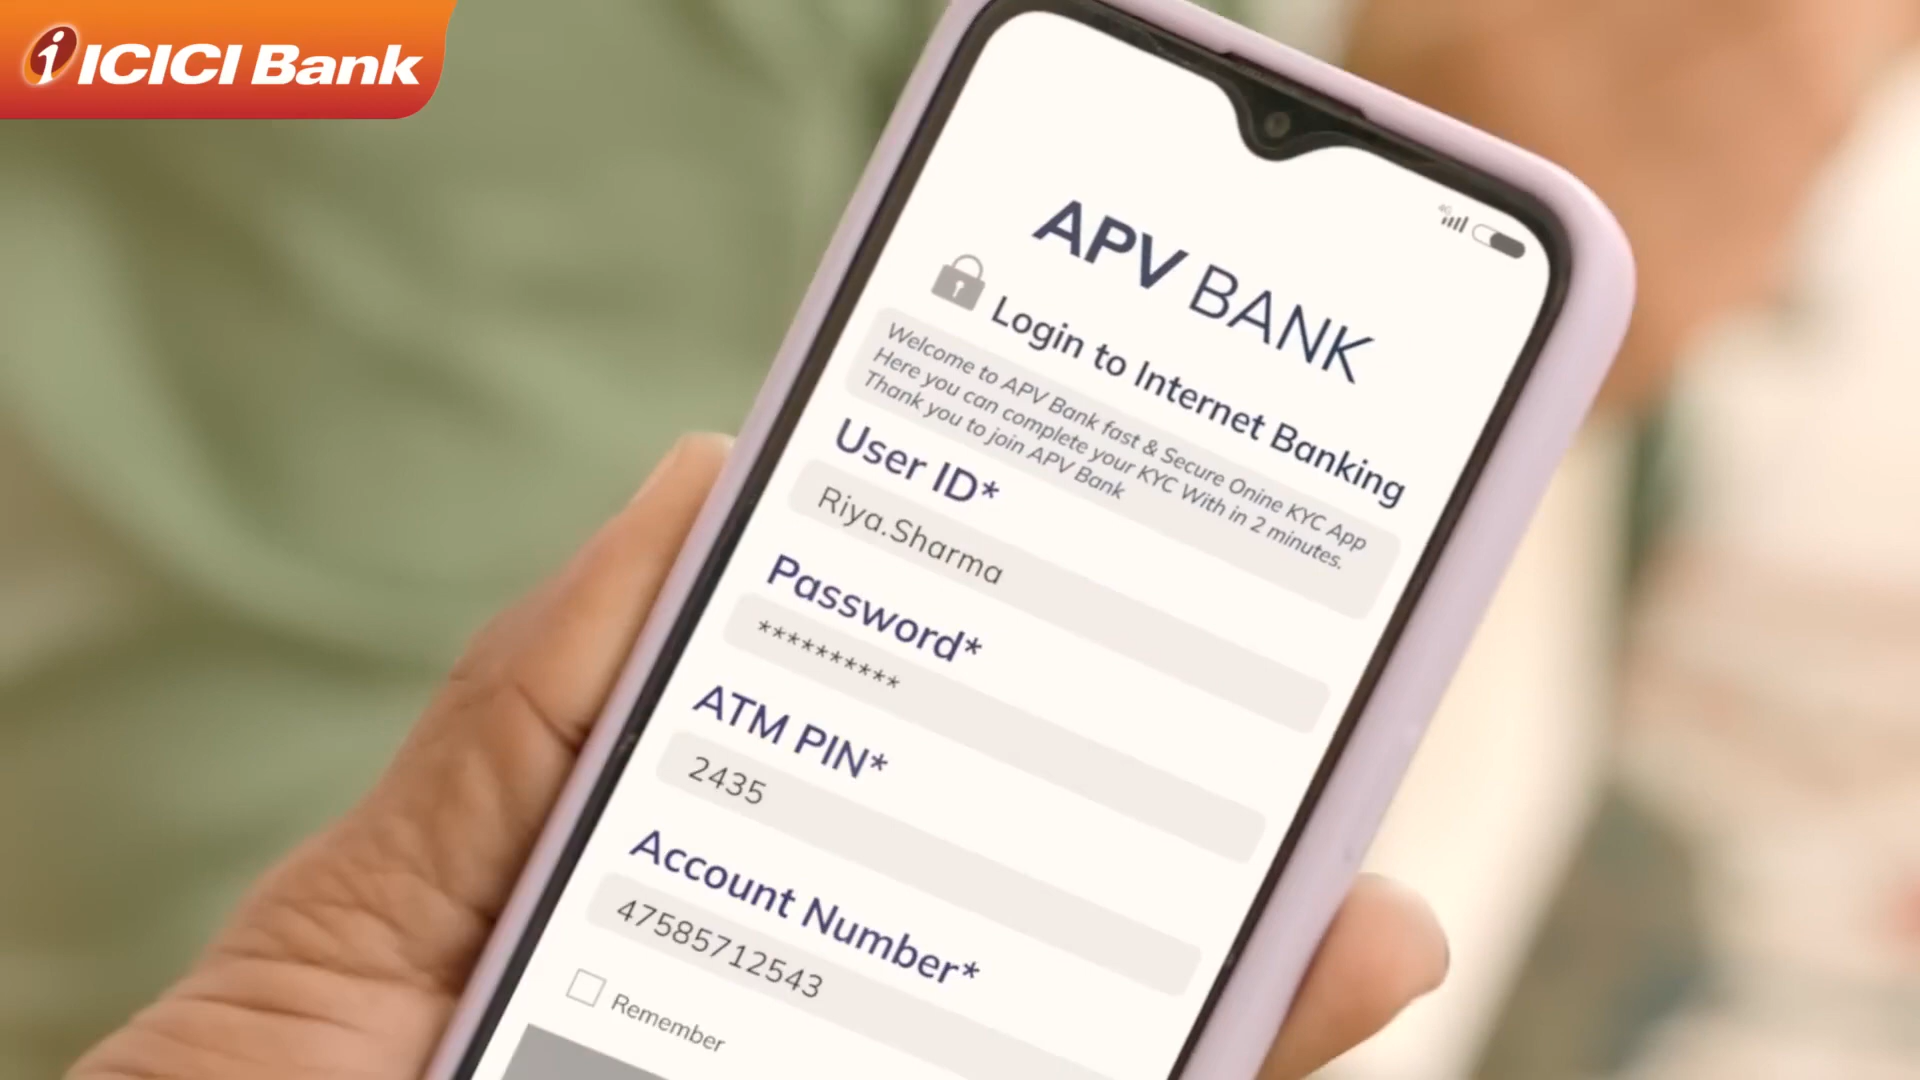 ICICI Bank
4G
APV BANK
Login to Internet Banking
Welcome to APV Bank fast & Secure Onine KYC App
Here you can complete your KYC With in 2 minutes.
Thank you to join APV Bank
User ID*
Riya.Sharma
Password*
**********
ATM PIN*
2435
Account Number*
47585712543
Remember